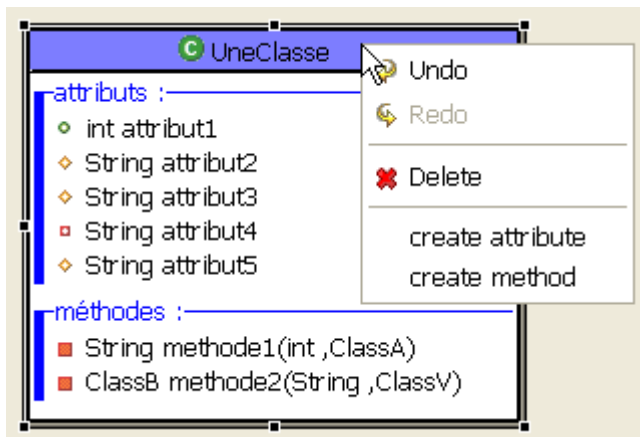 C UneClasse
attributs :
int attribut1
String attribut2
String attribut3
String attribut4
String attribut5
méthodes :
String methode1(int ,ClassA)
ClassB methode2(String ,ClassV)
Undo
Redo
Delete
create attribute
create method